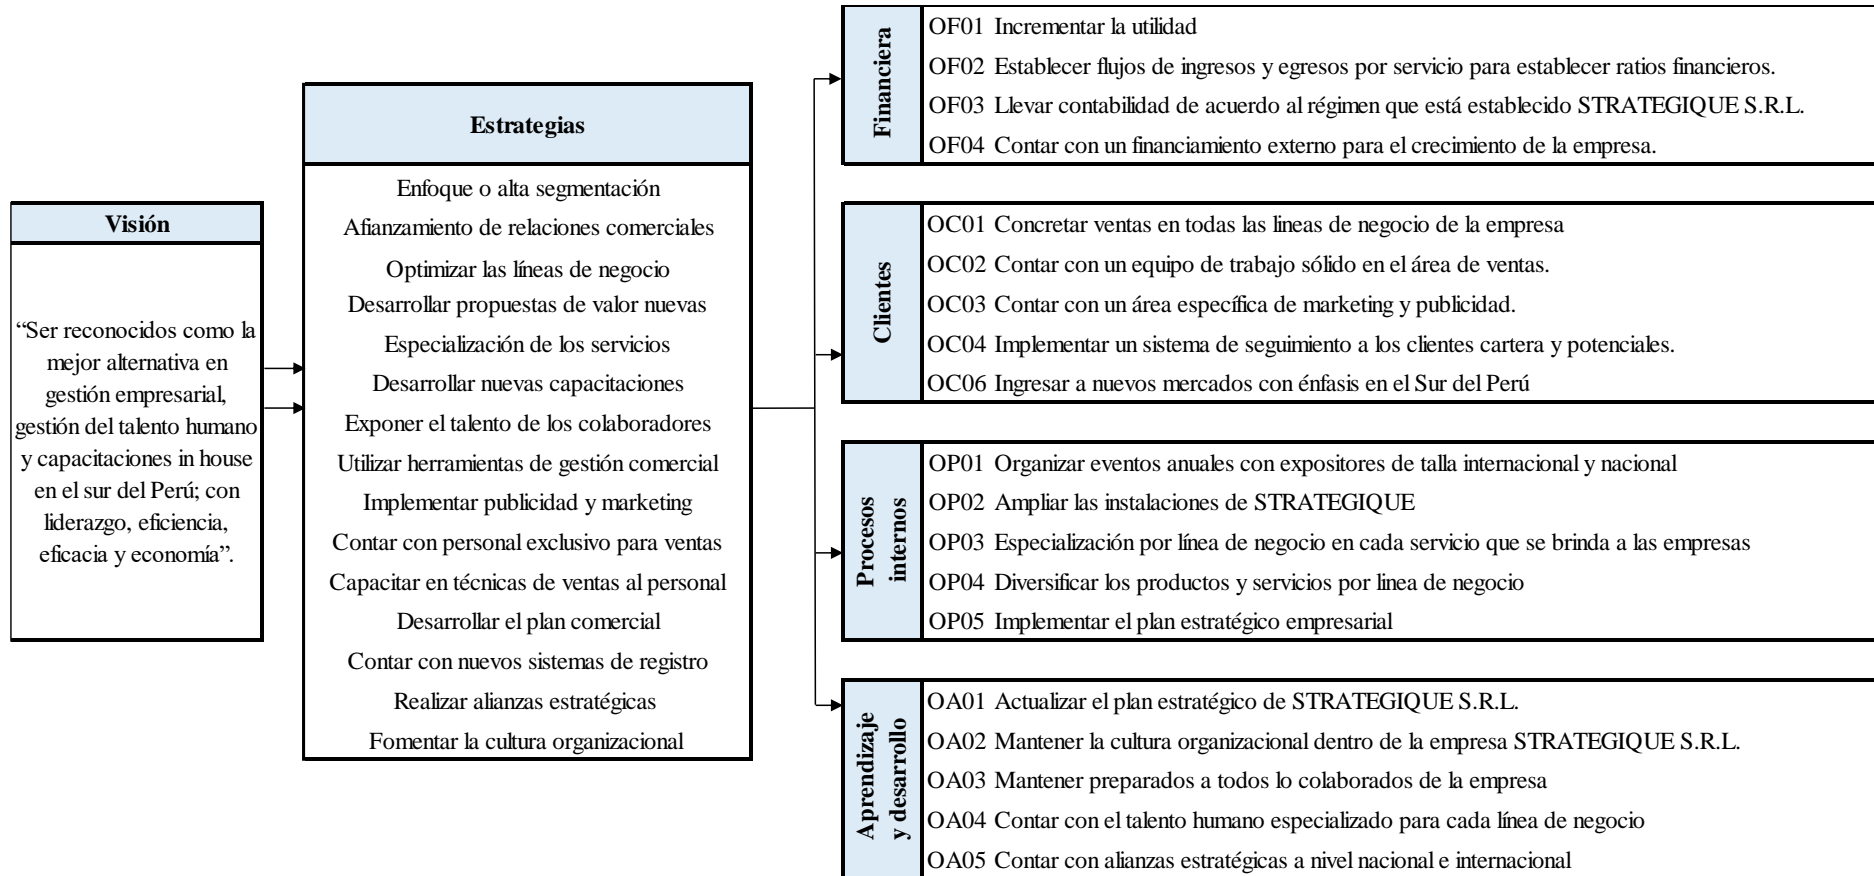 Visión
“Ser reconocidos como la
mejor alternativa en
gestión empresarial,
gestión del talento humano
y capacitaciones in house
en el sur del Perú; con
liderazgo, eficiencia,
eficacia y economía”.
Estrategias
Enfoque o alta segmentación
Afianzamiento de relaciones comerciales
Optimizar las líneas de negocio
Desarrollar propuestas de valor nuevas
Especialización de los servicios
Desarrollar nuevas capacitaciones
Exponer el talento de los colaboradores
Utilizar herramientas de gestión comercial
Implementar publicidad y marketing
Contar con personal exclusivo para ventas
Capacitar en técnicas de ventas al personal
Desarrollar el plan comercial
Contar con nuevos sistemas de registro
Realizar alianzas estratégicas
Fomentar la cultura organizacional
Financiera
OF01 Incrementar la utilidad
OF02 Establecer flujos de ingresos y egresos por servicio para establecer ratios financieros.
OF03 Llevar contabilidad de acuerdo al régimen que está establecido STRATEGIQUE S.R.L.
OF04 Contar con un financiamiento externo para el crecimiento de la empresa.
Clientes
OC01 Concretar ventas en todas las lineas de negocio de la empresa
OC02 Contar con un equipo de trabajo sólido en el área de ventas.
OC03 Contar con un área específica de marketing y publicidad.
OC04 Implementar un sistema de seguimiento a los clientes cartera y potenciales.
OC06 Ingresar a nuevos mercados con énfasis en el Sur del Perú
Procesos
internos
OP01 Organizar eventos anuales con expositores de talla internacional y nacional
OP02 Ampliar las instalaciones de STRATEGIQUE
OP03 Especialización por línea de negocio en cada servicio que se brinda a las empresas
OP04 Diversificar los productos y servicios por linea de negocio
OP05 Implementar el plan estratégico empresarial
Aprendizaje
y desarrollo
OA01 Actualizar el plan estratégico de STRATEGIQUE S.R.L.
OA02 Mantener la cultura organizacional dentro de la empresa STRATEGIQUE S.R.L.
OA03 Mantener preparados a todos lo colaborados de la empresa
OA04 Contar con el talento humano especializado para cada línea de negocio
OA05 Contar con alianzas estratégicas a nivel nacional e internacional